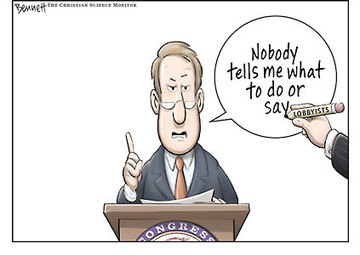 Bennett THE CHRISTIAN SCIENCE MONITOR
Nobody
tells me what
to do or
say
LOBBYISTS
CONGRESS